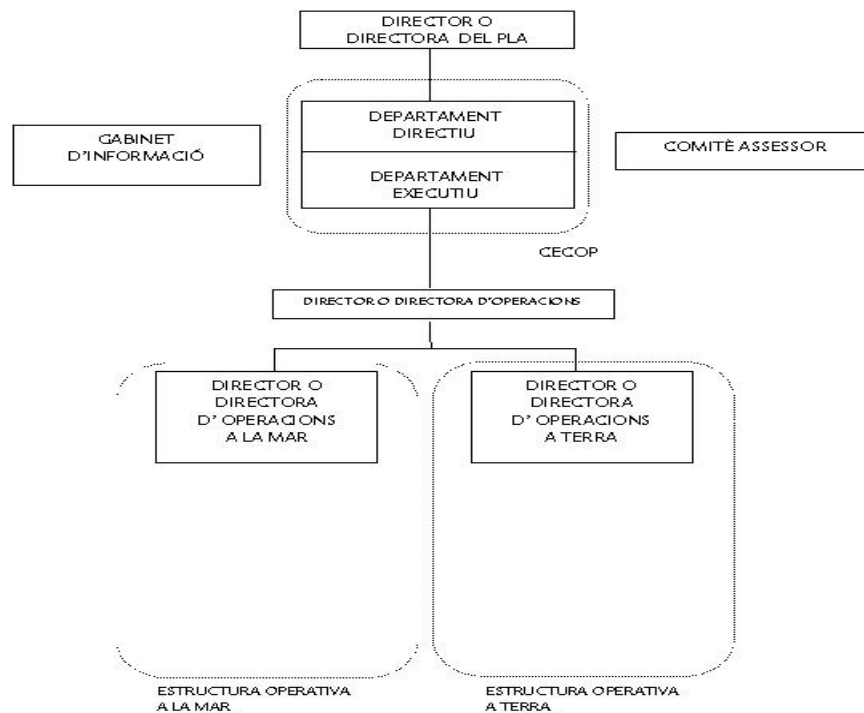 DIRECTOR O
DIRECTORA DEL PLA
DEPARTAMENT
DIRECTIU
GABINET
D'INFORMACIÓ
COMITÈ ASSESSOR
DEPARTAMENT
EXECUTIU
CECOP
DIRECTOR O DIRECTORA D'OPERACIONS
DIRECTOR O
DIRECTORA
D' OPERACIONS
A LA MAR
DIRECTOR O
DIRECTORA
D' OPERACIONS
A TERRA
ESTRUCTURA OPERATIVA
A LA MAR
ESTRUCTURA OPERATIVA
A TERRA